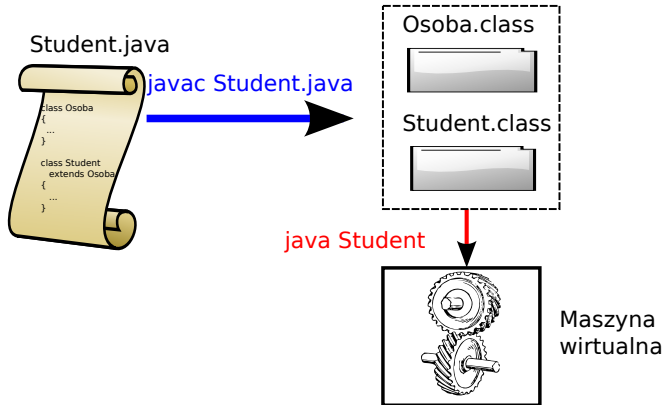 Student.java
class Osoba
{
...
}
class Student
extends Osoba
{
...
}
javac Student.java
Osoba.class
Student.class
java Student
Maszyna
wirtualna